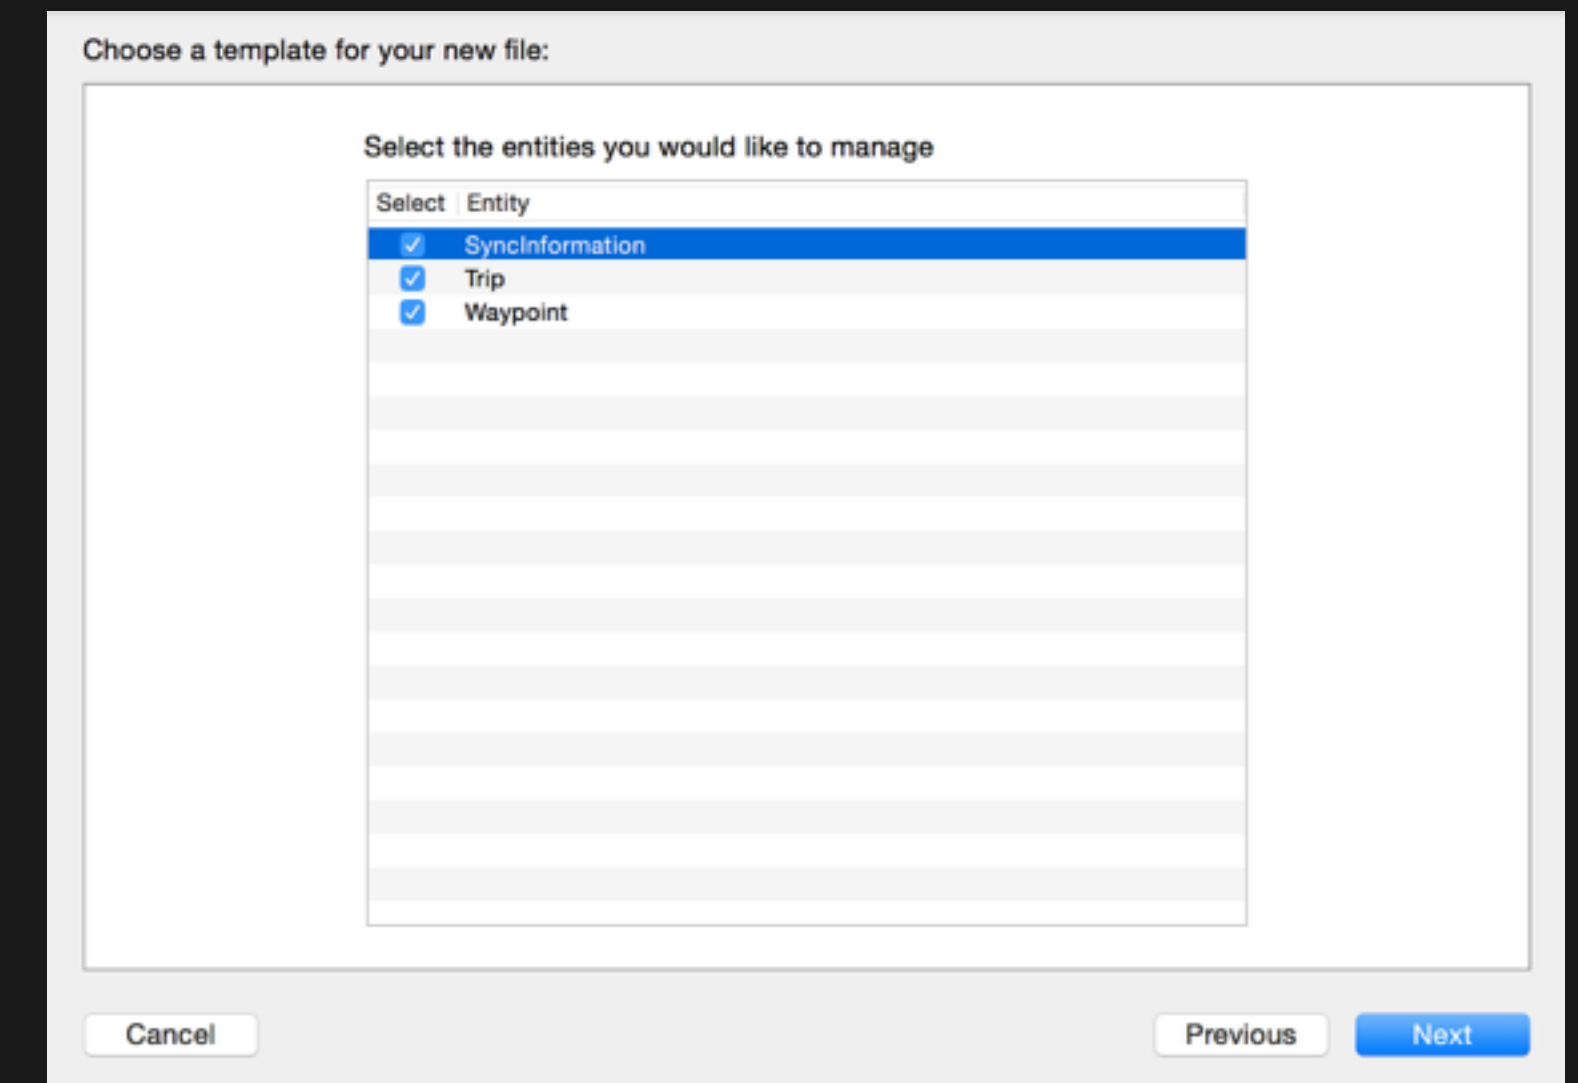 Choose a template for your new file:
Select the entities you would like to manage
Select Entity
SyncInformation
Trip
Waypoint
Cancel Previous Next